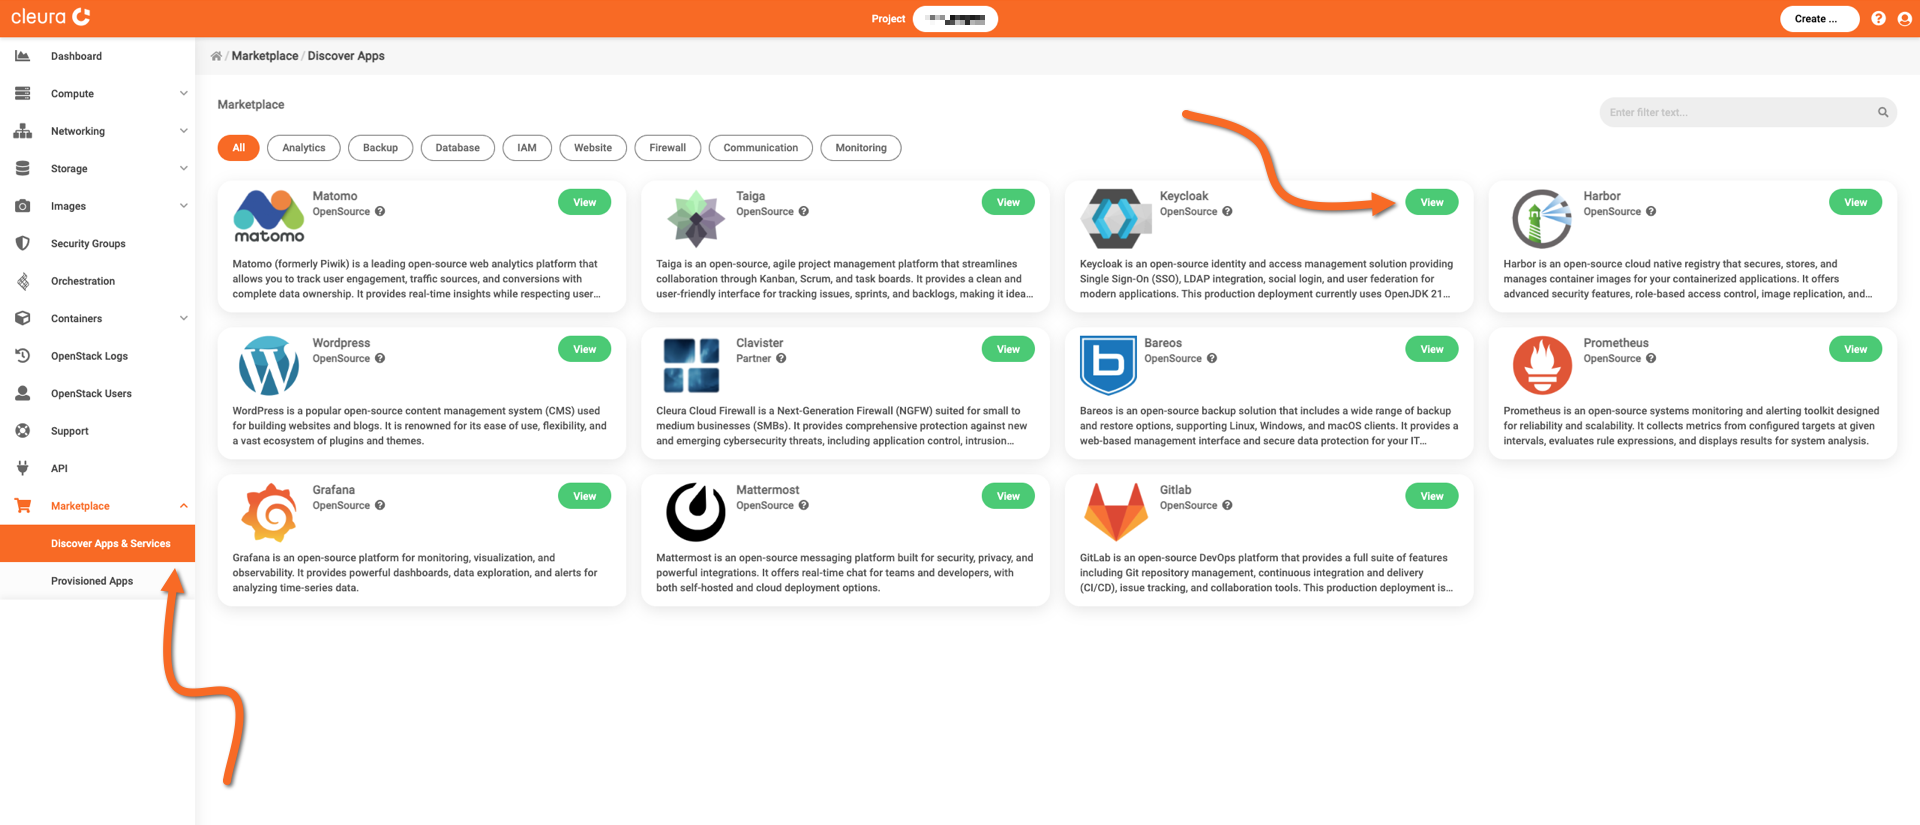 cleura
Project
Create ...
Dashboard
Compute
Networking
Storage
Images
Security Groups
Orchestration
Containers
OpenStack Logs
OpenStack Users
Support
API
Marketplace
Discover Apps & Services
Provisioned Apps
/ Marketplace / Discover Apps
Marketplace
Enter filter text...
All
Analytics
Backup
Database
IAM
Website
Firewall
Communication
Monitoring
matomo
Matomo
OpenSource
View
Matomo (formerly Piwik) is a leading open-source web analytics platform that
allows you to track user engagement, traffic sources, and conversions with
complete data ownership. It provides real-time insights while respecting user...
Taiga
OpenSource
View
Taiga is an open-source, agile project management platform that streamlines
collaboration through Kanban, Scrum, and task boards. It provides a clean and
user-friendly interface for tracking issues, sprints, and backlogs, making it idea...
Keycloak
OpenSource
View
Keycloak is an open-source identity and access management solution providing
Single Sign-On (SSO), LDAP integration, social login, and user federation for
modern applications. This production deployment currently uses OpenJDK 21...
Harbor
OpenSource
View
Harbor is an open-source cloud native registry that secures, stores, and
manages container images for your containerized applications. It offers
advanced security features, role-based access control, image replication, and...
Wordpress
OpenSource
View
WordPress is a popular open-source content management system (CMS) used
for building websites and blogs. It is renowned for its ease of use, flexibility, and
a vast ecosystem of plugins and themes.
Clavister
Partner
View
Cleura Cloud Firewall is a Next-Generation Firewall (NGFW) suited for small to
medium businesses (SMBs). It provides comprehensive protection against new
and emerging cybersecurity threats, including application control, intrusion...
Bareos
OpenSource
View
Bareos is an open-source backup solution that includes a wide range of backup
and restore options, supporting Linux, Windows, and macOS clients. It provides a
web-based management interface and secure data protection for your IT...
Prometheus
OpenSource
View
Prometheus is an open-source systems monitoring and alerting toolkit designed
for reliability and scalability. It collects metrics from configured targets at given
intervals, evaluates rule expressions, and displays results for system analysis.
Grafana
OpenSource
View
Grafana is an open-source platform for monitoring, visualization, and
observability. It provides powerful dashboards, data exploration, and alerts for
analyzing time-series data.
Mattermost
OpenSource
View
Mattermost is an open-source messaging platform built for security, privacy, and
powerful integrations. It offers real-time chat for teams and developers, with
both self-hosted and cloud deployment options.
Gitlab
OpenSource
View
GitLab is an open-source DevOps platform that provides a full suite of features
including Git repository management, continuous integration and delivery
(CI/CD), issue tracking, and collaboration tools. This production deployment is...